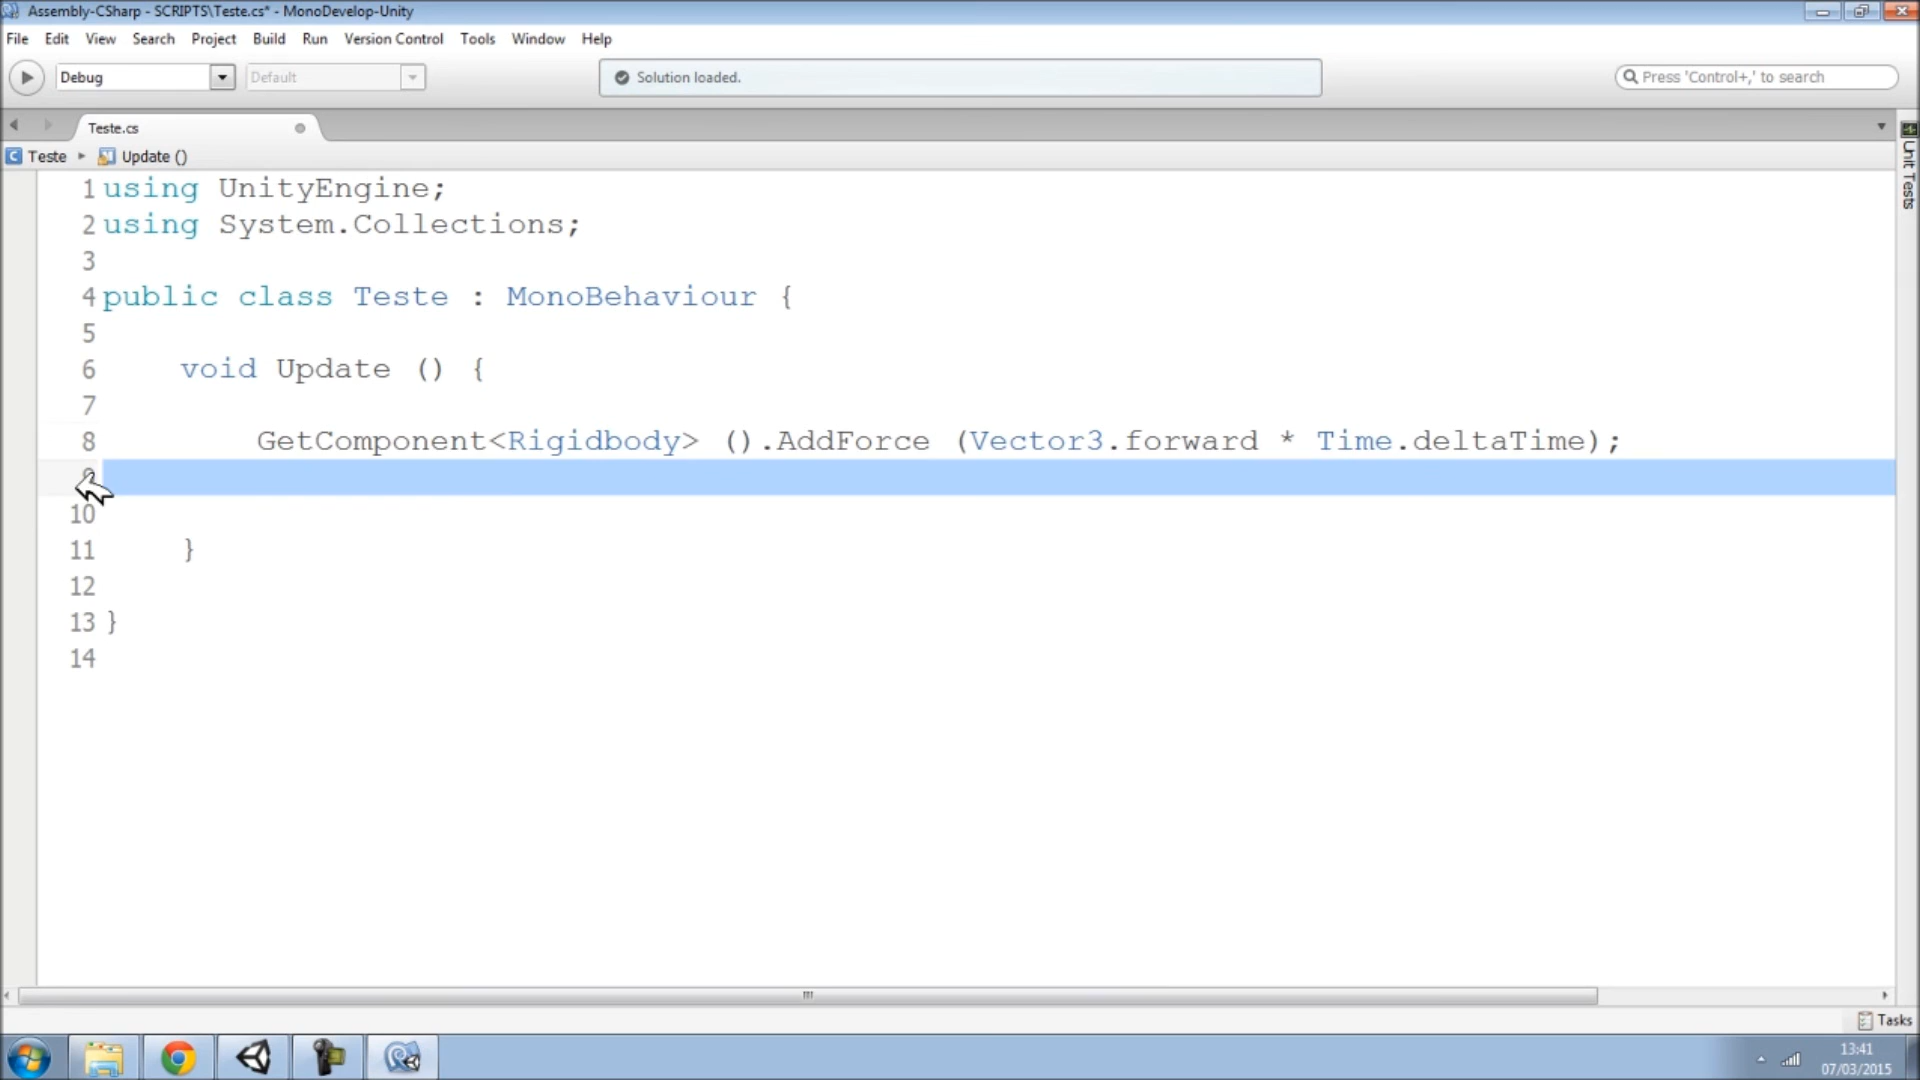 Assembly-CSharp - SCRIPTS\Teste.cs* - MonoDevelop-Unity
File Edit View Search Project Build Run Version Control Tools Window Help
Debug Default Solution loaded. Press 'Control+,' to search
Teste.cs
Teste Update ()
Unit Tests
1 using UnityEngine;
2 using System.Collections;
3
4 public class Teste : MonoBehaviour {
5
6 void Update () {
7
8 GetComponent<Rigidbody> ().AddForce (Vector3.forward * Time.deltaTime);
10
11 }
12
13 }
14
Tasks
13:41
07/03/2015